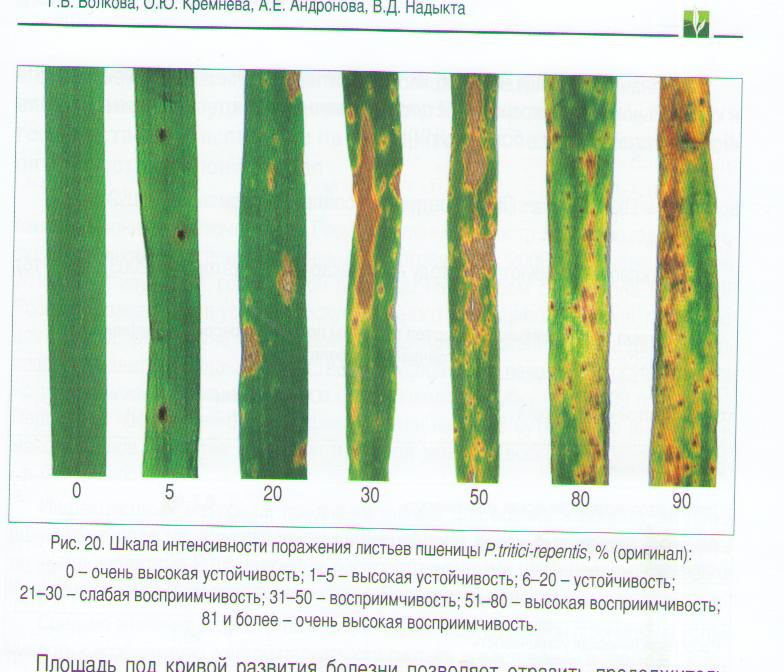 Г.В. Волкова, О.Ю. Кремнева, А.Е. Андронова, В.Д. Надыкта
0 5 20 30 50 80 90
Рис. 20. Шкала интенсивности поражения листьев пшеницы P.tritici-repentis, % (оригинал):
0 – очень высокая устойчивость; 1–5 – высокая устойчивость; 6–20 – устойчивость;
21–30 – слабая восприимчивость; 31–50 – восприимчивость; 51–80 – высокая восприимчивость;
81 и более – очень высокая восприимчивость.
Площадь под кривой развития болезни позволяет отразить